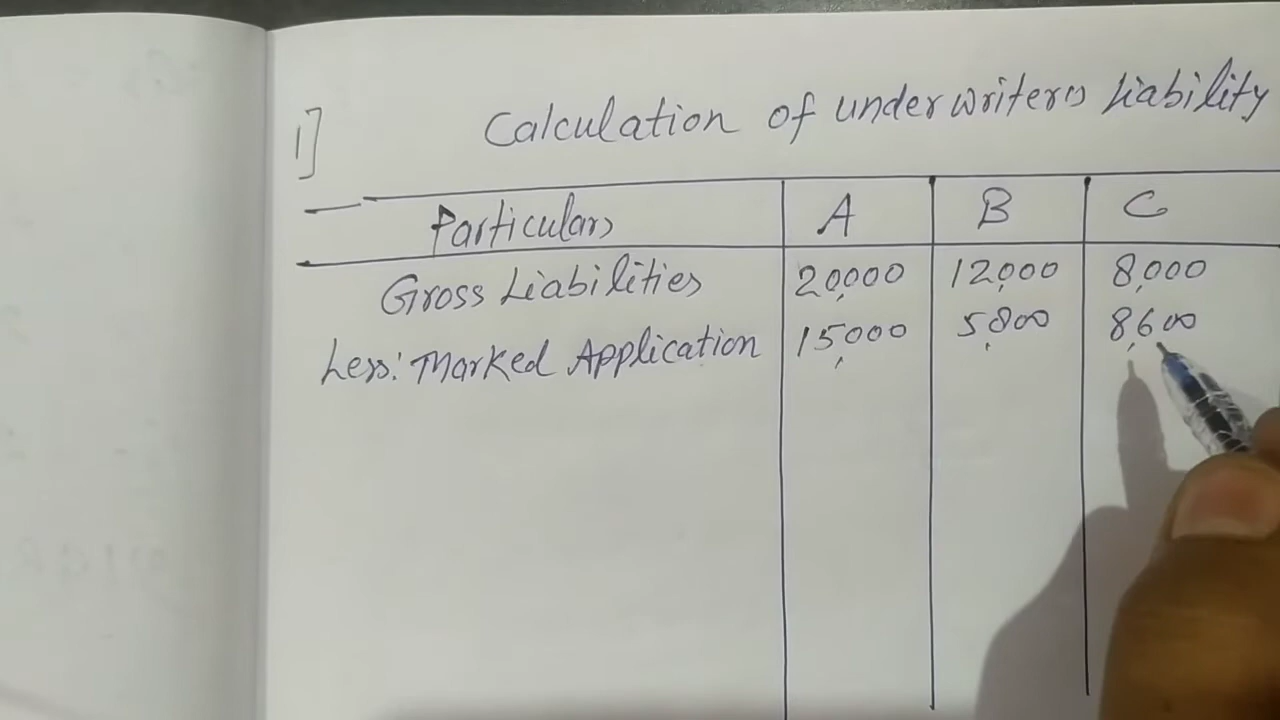 1]
Calculation of underwriters Liability
Particulars A B C
Gross Liabilities 20,000 12,000 8,000
Less: Marked Application 15,000 5,800 8,600